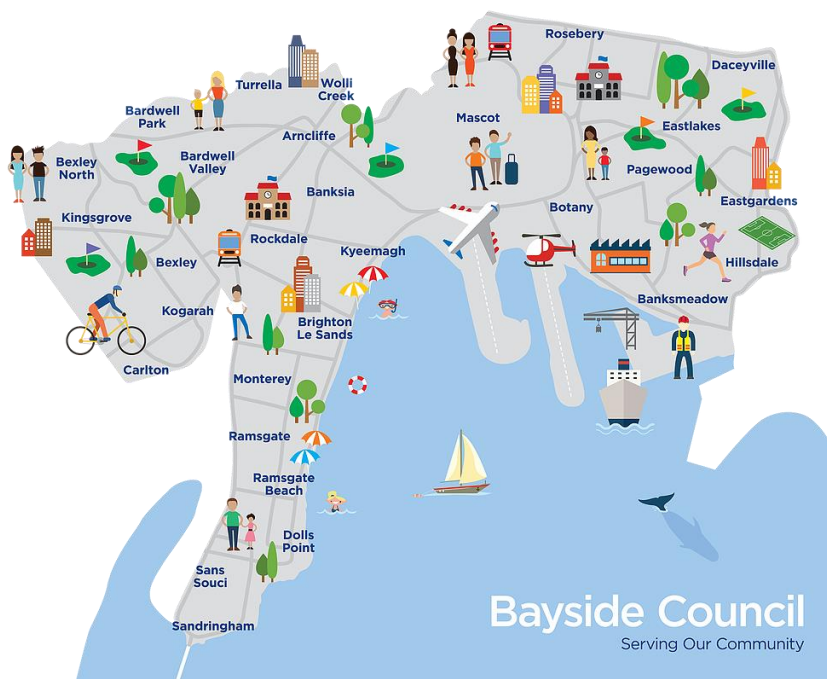 Rosebery
Daceyville
Turrella
Wolli
Creek
Bardwell
Park
Mascot
Arncliffe
Eastlakes
Bexley
North
Bardwell
Valley
Pagewood
Banksia
Eastgardens
Kingsgrove
Botany
Rockdale
Kyeemagh
Bexley
Hillsdale
Banksmeadow
Kogarah
Brighton
Le Sands
Carlton
Monterey
Ramsgate
Ramsgate
Beach
Dolls
Point
Sans
Souci
Sandringham
Bayside Council
Serving Our Community